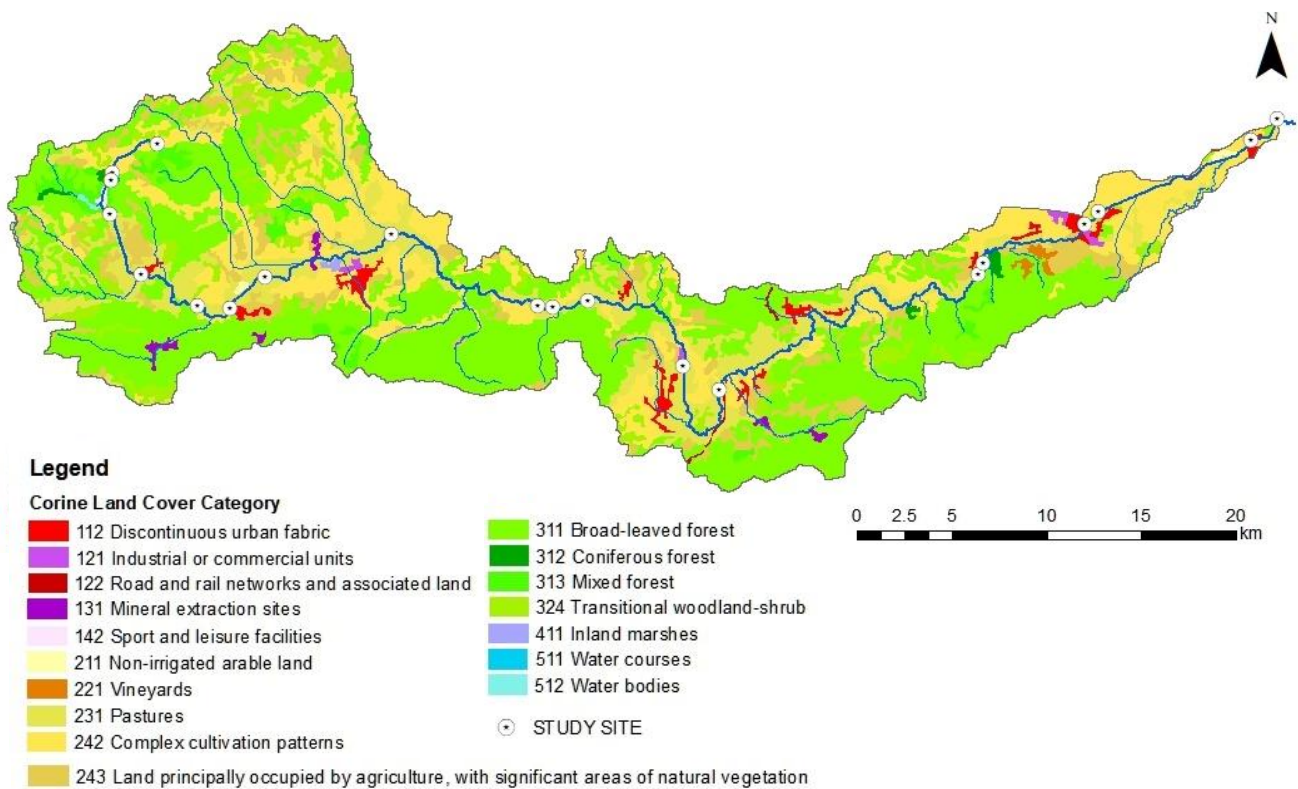 N
Legend
Corine Land Cover Category
112 Discontinuous urban fabric
121 Industrial or commercial units
122 Road and rail networks and associated land
131 Mineral extraction sites
142 Sport and leisure facilities
211 Non-irrigated arable land
221 Vineyards
231 Pastures
242 Complex cultivation patterns
243 Land principally occupied by agriculture, with significant areas of natural vegetation
311 Broad-leaved forest
312 Coniferous forest
313 Mixed forest
324 Transitional woodland-shrub
411 Inland marshes
511 Water courses
512 Water bodies
STUDY SITE
0 2.5 5 10 15 20
km